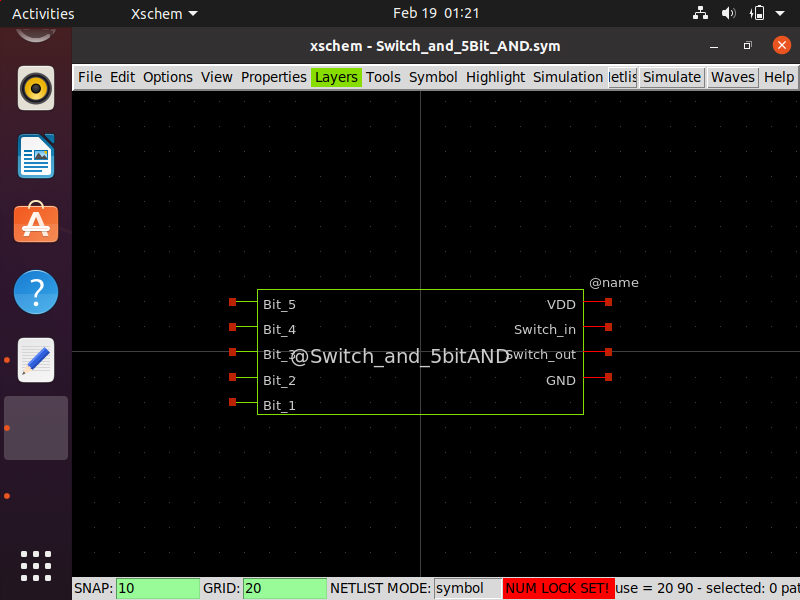 Activities Xschem Feb 19 01:21
xschem - Switch_and_5Bit_AND.sym
File Edit Options View Properties Layers Tools Symbol Highlight Simulation etlis Simulate Waves Help
@name
Bit_5 VDD
Bit_4 Switch_in
Bit_3 @Switch_and_5bitAND Switch_out
Bit_2 GND
Bit_1
SNAP: 10 GRID: 20 NETLIST MODE: symbol NUM LOCK SET! use = 20 90 - selected: 0 pat